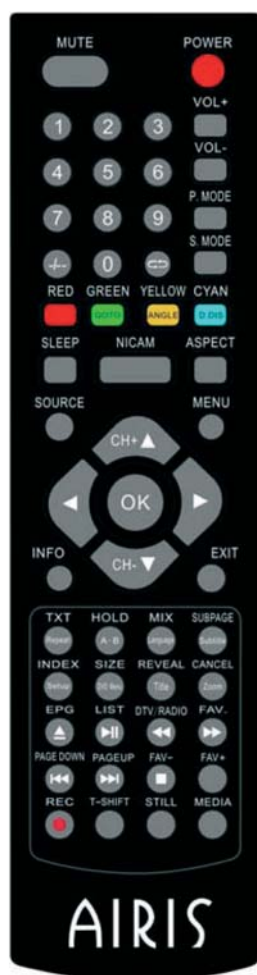 MUTE POWER
VOL+
1 2 3
VOL-
4 5 6
P. MODE
7 8 9
S. MODE
-/-- 0
RED GREEN YELLOW CYAN
GOTO ANGLE D.DIS
SLEEP NICAM ASPECT
SOURCE MENU
CH+▲
◀ OK ▶
INFO CH-▼ EXIT
TXT HOLD MIX SUBPAGE
Repeat A-B Language Subtitle
INDEX SIZE REVEAL CANCEL
Setup Title Zoom
EPG LIST DTV/RADIO FAV.
PAGE DOWN PAGEUP FAV- FAV+
REC T-SHIFT STILL MEDIA
AIRIS